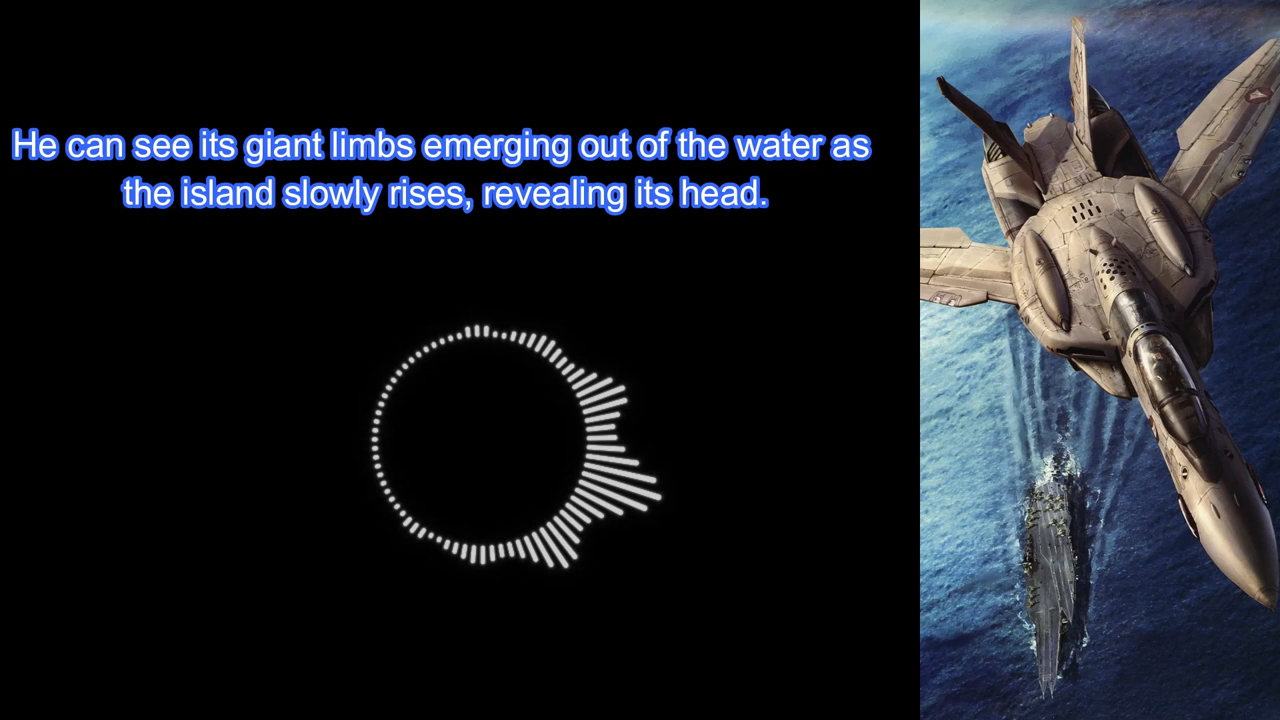 He can see its giant limbs emerging out of the water as
the island slowly rises, revealing its head.